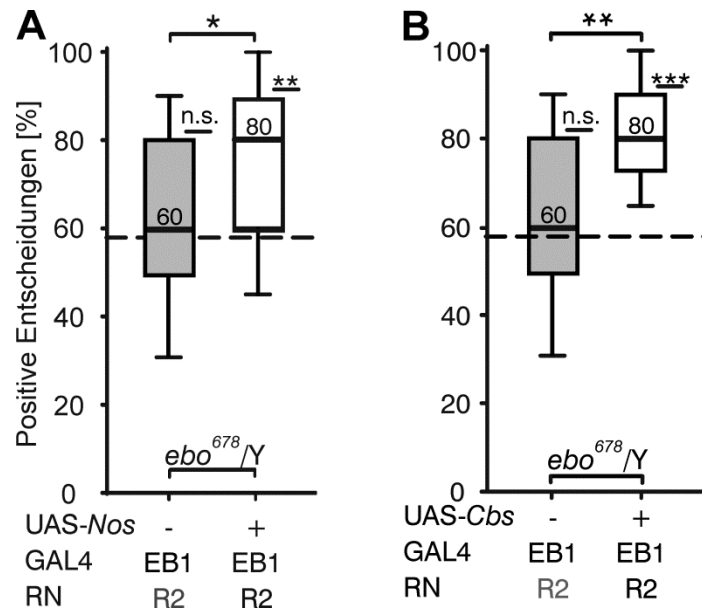 A
*
Positive Entscheidungen [%]
100
80
60
40
20
0
n.s.
**
60
80
ebo678/Y
UAS-Nos - +
GAL4 EB1 EB1
RN R2 R2
B
**
100
80
60
40
20
0
n.s.
***
60
80
ebo678/Y
UAS-Cbs - +
GAL4 EB1 EB1
RN R2 R2